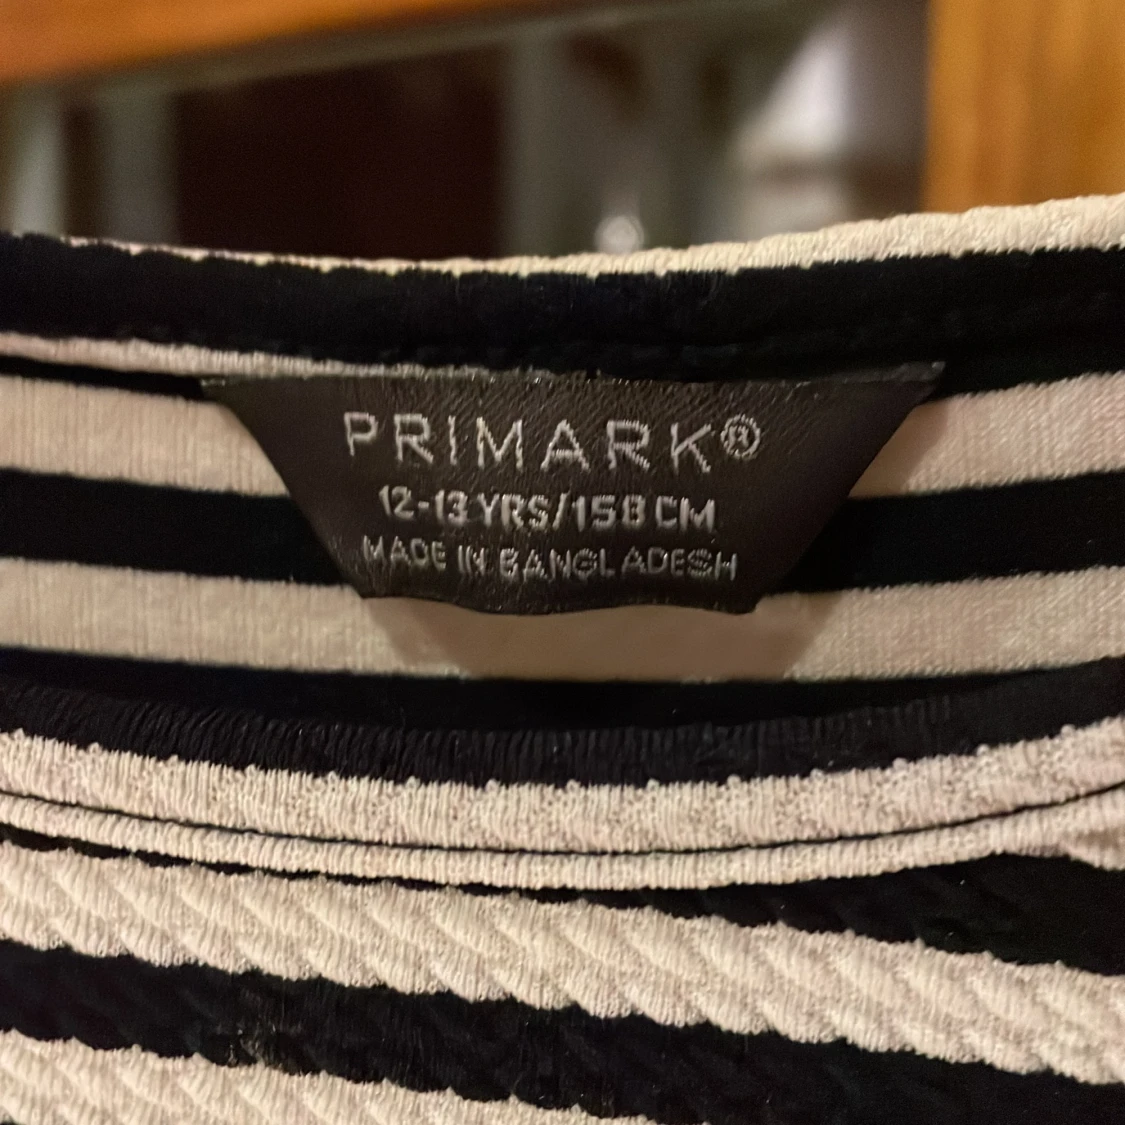 PRIMARK®
12-13 YRS/158 CM
MADE IN BANGLADESH